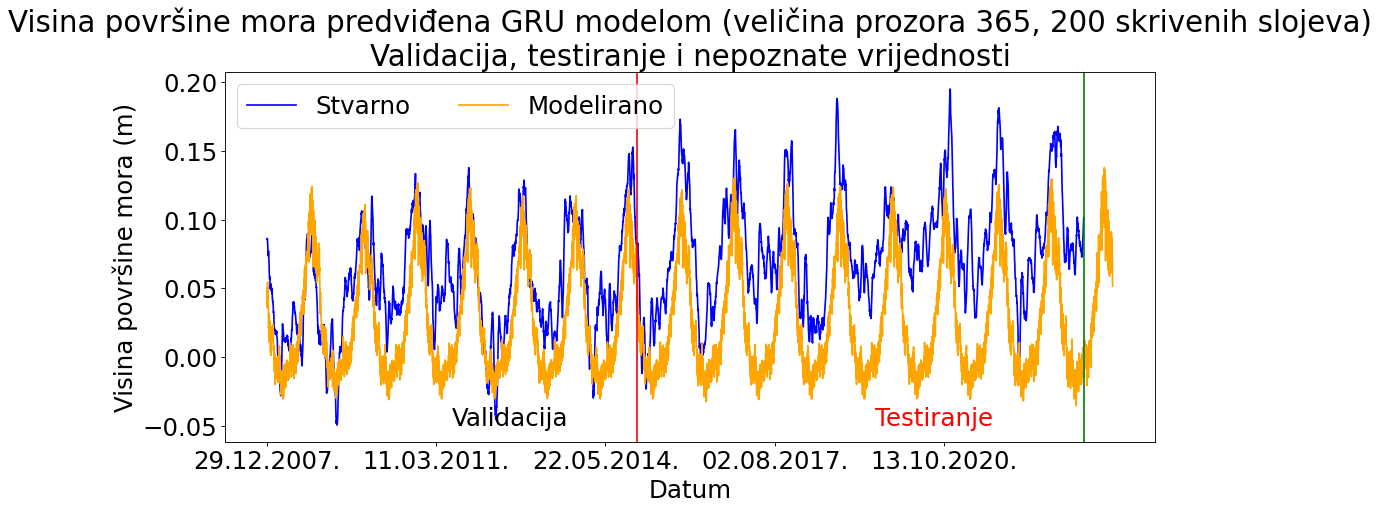 Visina površine mora predviđena GRU modelom (veličina prozora 365, 200 skrivenih slojeva)
Validacija, testiranje i nepoznate vrijednosti
Stvarno
Modelirano
Visina površine mora (m)
0.20
0.15
0.10
0.05
0.00
−0.05
Validacija
Testiranje
29.12.2007.
11.03.2011.
22.05.2014.
02.08.2017.
13.10.2020.
Datum